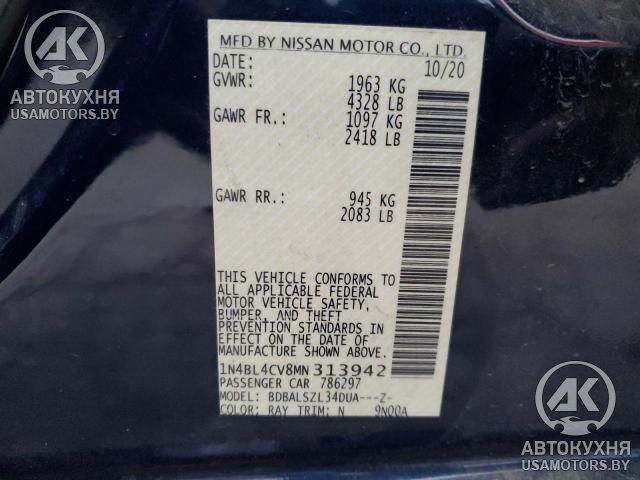 AK
АВТОКУХНЯ
USAMOTORS.BY
MFD BY NISSAN MOTOR CO., LTD.
DATE: 10/20
GVWR: 1963 KG
4328 LB
GAWR FR.: 1097 KG
2418 LB
GAWR RR.: 945 KG
2083 LB
THIS VEHICLE CONFORMS TO
ALL APPLICABLE FEDERAL
MOTOR VEHICLE SAFETY,
BUMPER, AND THEFT
PREVENTION STANDARDS IN
EFFECT ON THE DATE OF
MANUFACTURE SHOWN ABOVE.
1N4BL4CV8MN313942
PASSENGER CAR 786297
MODEL: BDBALSZL34DUA---Z-
COLOR: RAY TRIM: N 9N00A
AK
АВТОКУХНЯ
USAMOTORS.BY